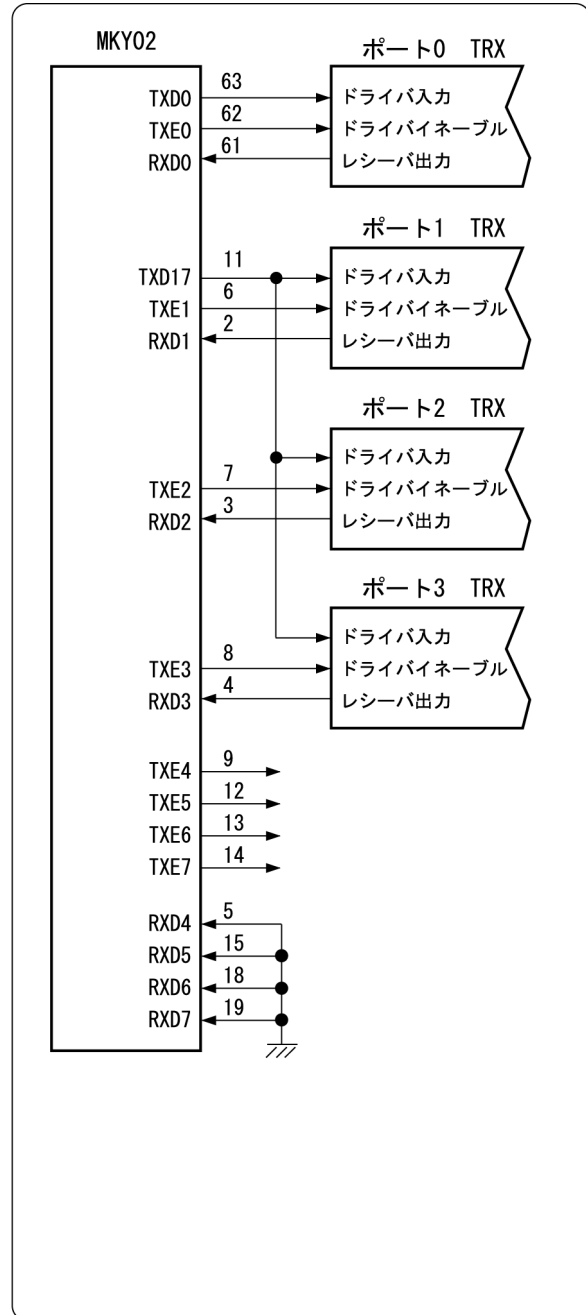 MKY02
ポート0 TRX
TXD0 63 ドライバ入力
TXE0 62 ドライバイネーブル
RXD0 61 レシーバ出力
ポート1 TRX
TXD17 11 ドライバ入力
TXE1 6 ドライバイネーブル
RXD1 2 レシーバ出力
ポート2 TRX
ドライバ入力
TXE2 7 ドライバイネーブル
RXD2 3 レシーバ出力
ポート3 TRX
ドライバ入力
TXE3 8 ドライバイネーブル
RXD3 4 レシーバ出力
TXE4 9
TXE5 12
TXE6 13
TXE7 14
RXD4 5
RXD5 15
RXD6 18
RXD7 19